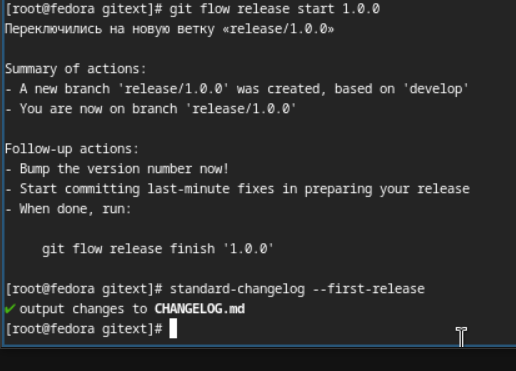 [root@fedora gitext]# git flow release start 1.0.0
Переключились на новую ветку «release/1.0.0»
Summary of actions:
- A new branch 'release/1.0.0' was created, based on 'develop'
- You are now on branch 'release/1.0.0'
Follow-up actions:
- Bump the version number now!
- Start committing last-minute fixes in preparing your release
- When done, run:
git flow release finish '1.0.0'
[root@fedora gitext]# standard-changelog --first-release
✔ output changes to CHANGELOG.md
[root@fedora gitext]#